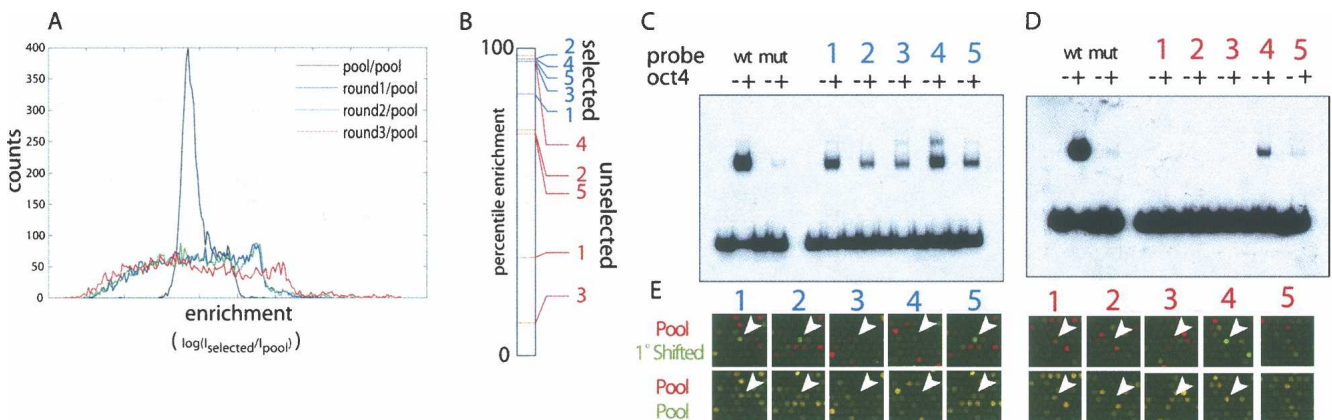 A
400
350
300
250
200
150
100
50
0
counts
pool/pool
round1/pool
round2/pool
round3/pool
enrichment
( log(Iselected/Ipool) )
B
100
0
percentile enrichment
selected
unselected
2
4
5
3
1
4
2
5
1
3
C
probe wt mut 1 2 3 4 5
oct4 -+ -+ -+ -+ -+ -+ -+
D
wt mut 1 2 3 4 5
-+ -+ -+ -+ -+ -+ -+
E
1 2 3 4 5
1 2 3 4 5
Pool
1° Shifted
Pool
Pool